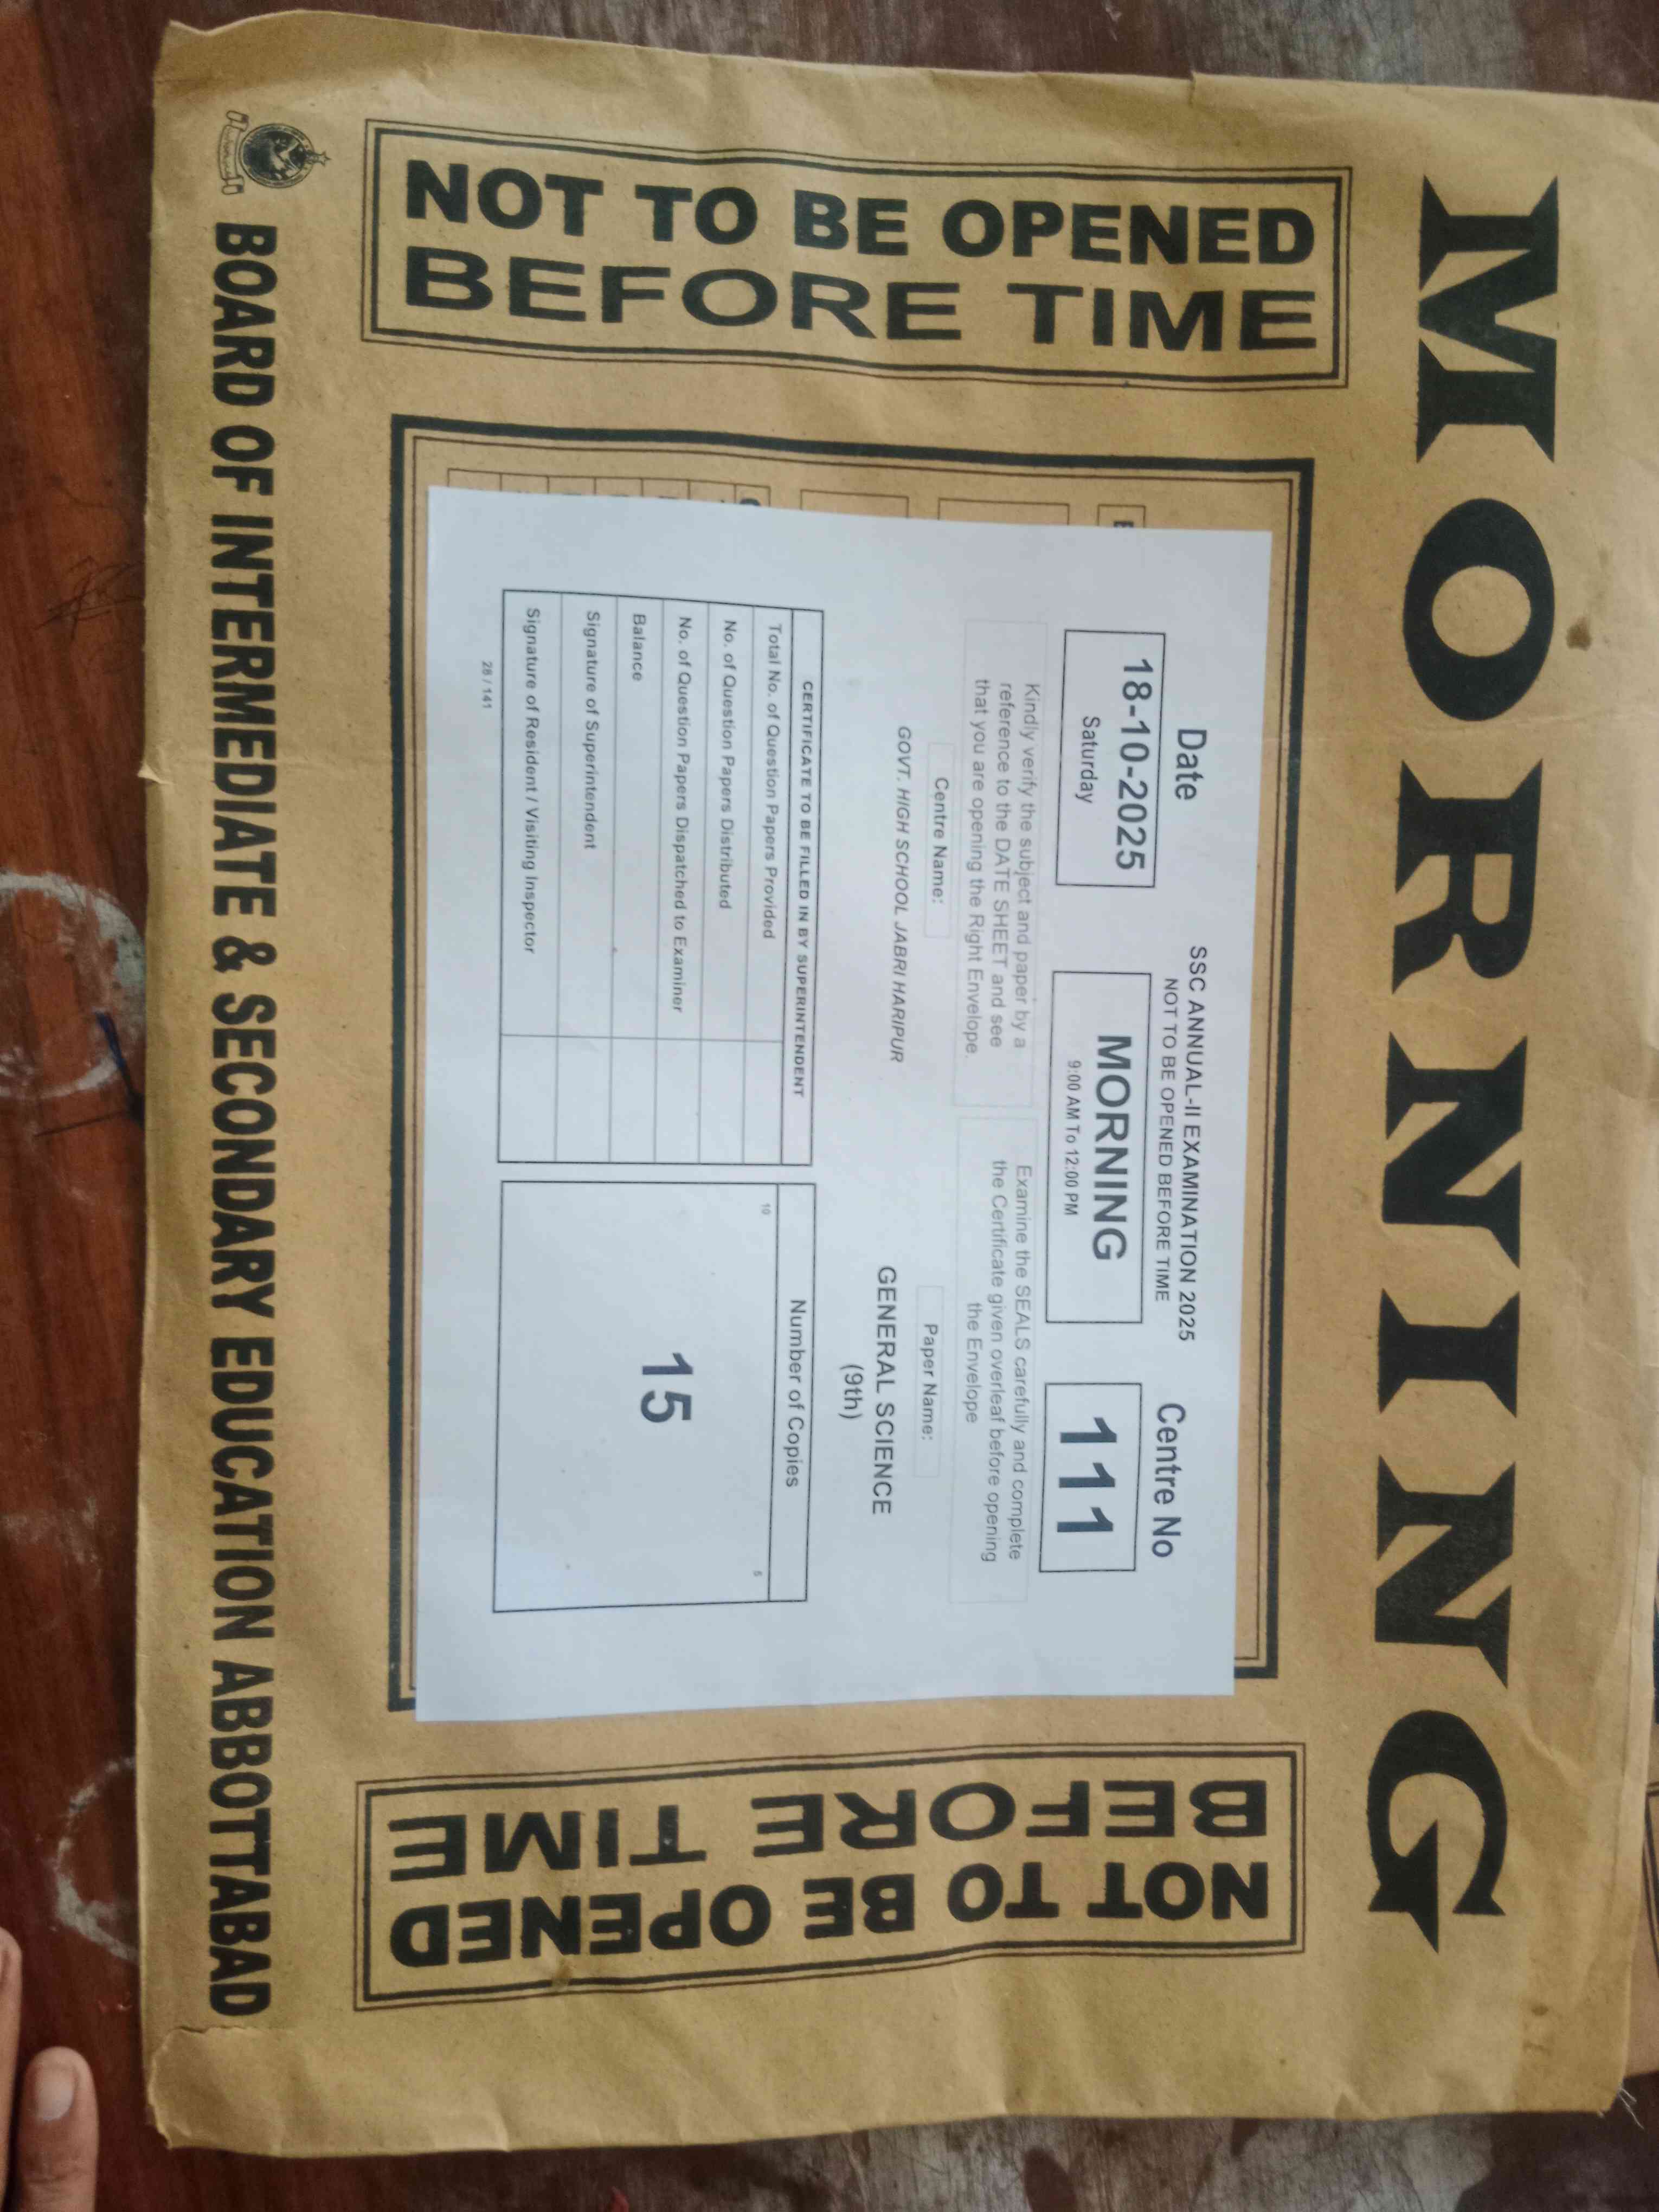 MORNING
NOT TO BE OPENED
BEFORE TIME
Date
18-10-2025
Saturday
SSC ANNUAL-II EXAMINATION 2025
NOT TO BE OPENED BEFORE TIME
MORNING
9:00 AM To 12:00 PM
Centre No
111
Kindly verify the subject and paper by a
reference to the DATE SHEET and see
that you are opening the Right Envelope.
Examine the SEALS carefully and complete
the Certificate given overleaf before opening
the Envelope
Centre Name:
GOVT. HIGH SCHOOL JABRI HARIPUR
Paper Name:
GENERAL SCIENCE
(9th)
CERTIFICATE TO BE FILLED IN BY SUPERINTENDENT
Total No. of Question Papers Provided
No. of Question Papers Distributed
No. of Question Papers Dispatched to Examiner
Balance
Signature of Superintendent
Signature of Resident / Visiting Inspector
28 / 141
Number of Copies
10
5
15
NOT TO BE OPENED
BEFORE TIME
BOARD OF INTERMEDIATE & SECONDARY EDUCATION ABBOTTABAD